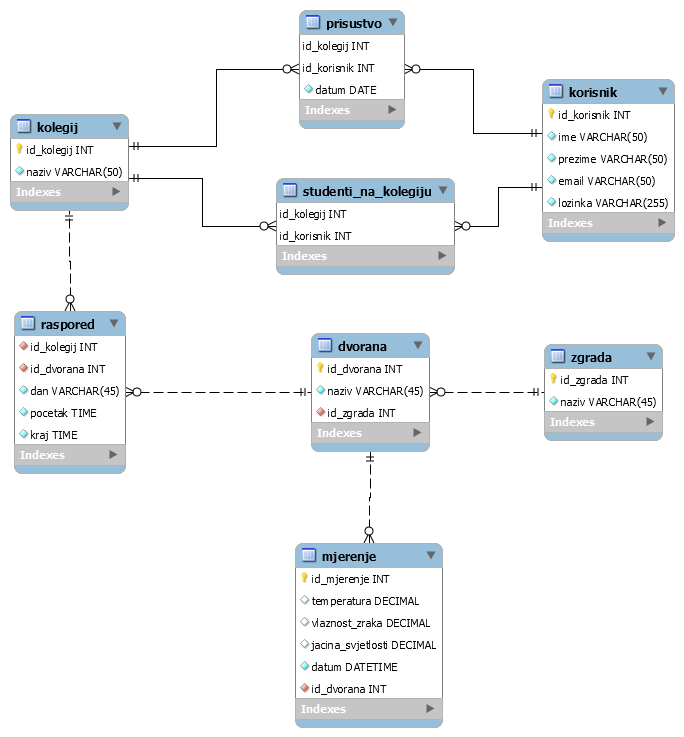 prisustvo
id_kolegij INT
id_korisnik INT
datum DATE
Indexes
korisnik
id_korisnik INT
ime VARCHAR(50)
prezime VARCHAR(50)
email VARCHAR(50)
lozinka VARCHAR(255)
Indexes
kolegij
id_kolegij INT
naziv VARCHAR(50)
Indexes
studenti_na_kolegiju
id_kolegij INT
id_korisnik INT
Indexes
raspored
id_kolegij INT
id_dvorana INT
dan VARCHAR(45)
pocetak TIME
kraj TIME
Indexes
dvorana
id_dvorana INT
naziv VARCHAR(45)
id_zgrada INT
Indexes
zgrada
id_zgrada INT
naziv VARCHAR(45)
Indexes
mjerenje
id_mjerenje INT
temperatura DECIMAL
vlaznost_zraka DECIMAL
jacina_svjetlosti DECIMAL
datum DATETIME
id_dvorana INT
Indexes